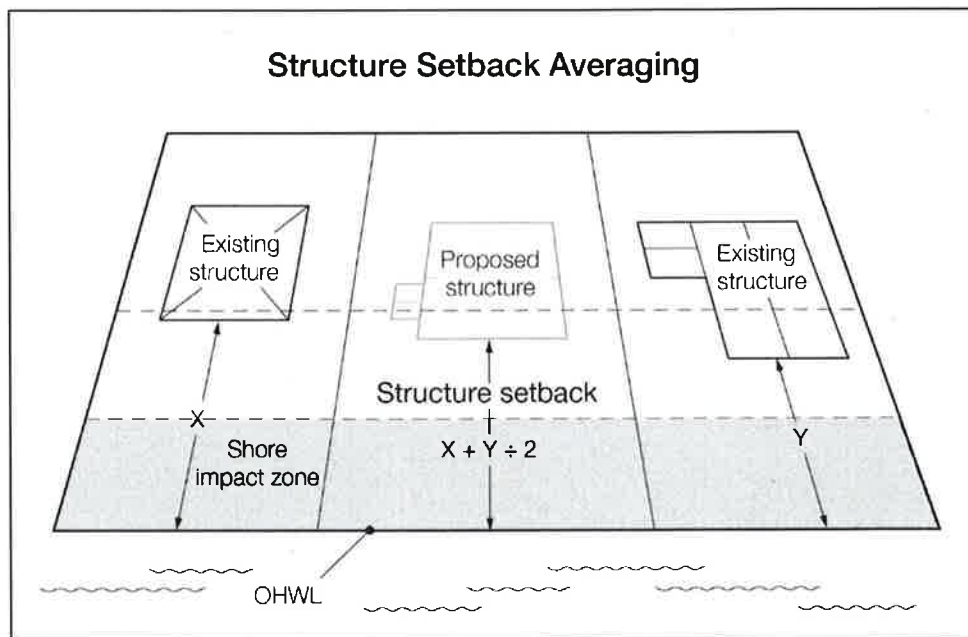 Structure Setback Averaging
Existing
structure
Proposed
structure
Existing
structure
Structure setback
X
Shore
impact zone
X + Y ÷ 2
Y
OHWL